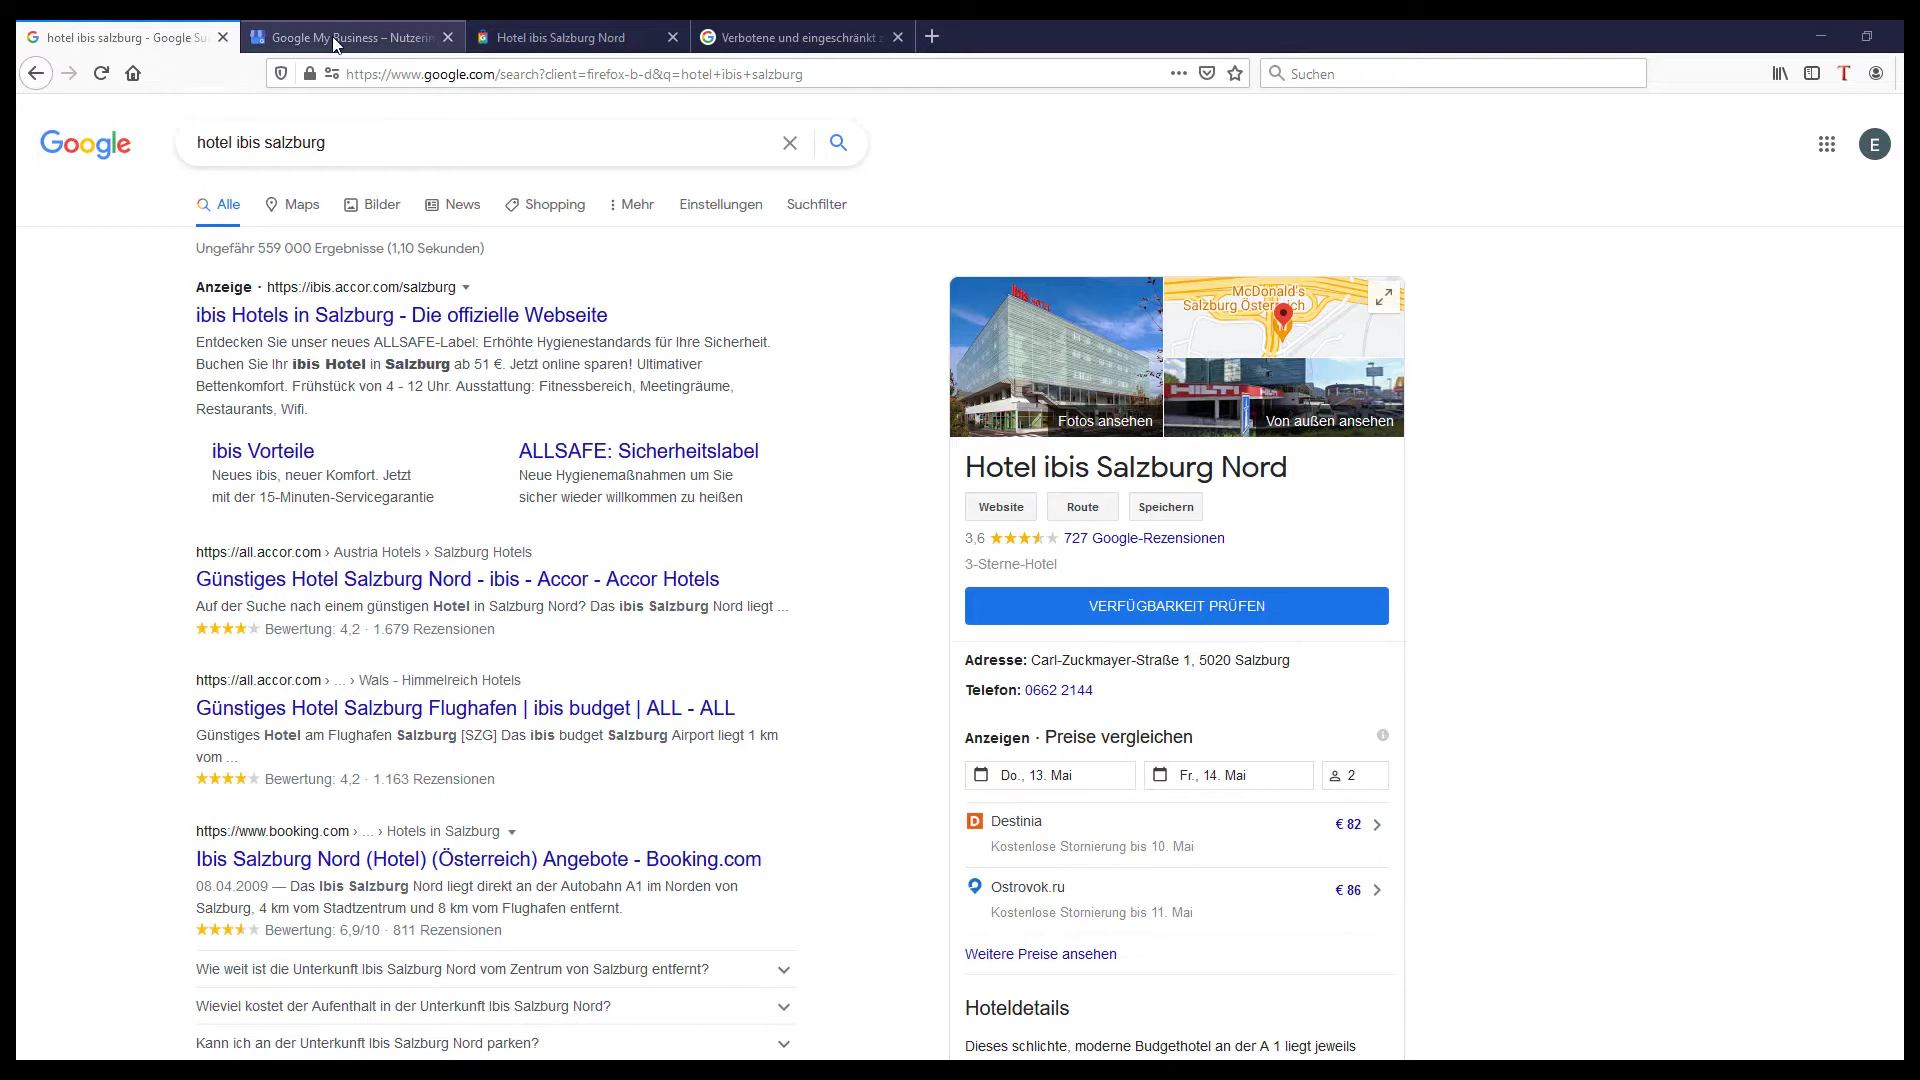 hotel ibis salzburg - Google Su
Google My Business – Nutzerin
Hotel ibis Salzburg Nord
Verbotene und eingeschränkt z
https://www.google.com/search?client=firefox-b-d&q=hotel+ibis+salzburg
Suchen
Google
hotel ibis salzburg
E
Alle
Maps
Bilder
News
Shopping
Mehr
Einstellungen
Suchfilter
Ungefähr 559 000 Ergebnisse (1,10 Sekunden)
Anzeige · https://ibis.accor.com/salzburg
ibis Hotels in Salzburg - Die offizielle Webseite
Entdecken Sie unser neues ALLSAFE-Label: Erhöhte Hygienestandards für Ihre Sicherheit.
Buchen Sie Ihr ibis Hotel in Salzburg ab 51 €. Jetzt online sparen! Ultimativer
Bettenkomfort. Frühstück von 4 - 12 Uhr. Ausstattung: Fitnessbereich, Meetingräume,
Restaurants, Wifi.
ibis Vorteile
Neues ibis, neuer Komfort. Jetzt
mit der 15-Minuten-Servicegarantie
ALLSAFE: Sicherheitslabel
Neue Hygienemaßnahmen um Sie
sicher wieder willkommen zu heißen
https://all.accor.com › Austria Hotels › Salzburg Hotels
Günstiges Hotel Salzburg Nord - ibis - Accor - Accor Hotels
Auf der Suche nach einem günstigen Hotel in Salzburg Nord? Das ibis Salzburg Nord liegt ...
Bewertung: 4,2 · 1.679 Rezensionen
https://all.accor.com › ... › Wals - Himmelreich Hotels
Günstiges Hotel Salzburg Flughafen | ibis budget | ALL - ALL
Günstiges Hotel am Flughafen Salzburg [SZG] Das ibis budget Salzburg Airport liegt 1 km
vom ...
Bewertung: 4,2 · 1.163 Rezensionen
https://www.booking.com › ... › Hotels in Salzburg
Ibis Salzburg Nord (Hotel) (Österreich) Angebote - Booking.com
08.04.2009 — Das Ibis Salzburg Nord liegt direkt an der Autobahn A1 im Norden von
Salzburg, 4 km vom Stadtzentrum und 8 km vom Flughafen entfernt.
Bewertung: 6,9/10 · 811 Rezensionen
Wie weit ist die Unterkunft Ibis Salzburg Nord vom Zentrum von Salzburg entfernt?
Wieviel kostet der Aufenthalt in der Unterkunft Ibis Salzburg Nord?
Kann ich an der Unterkunft Ibis Salzburg Nord parken?
ibis HOTEL
Fotos ansehen
McDonald's
Salzburg Österreich
HILTI
Von außen ansehen
Hotel ibis Salzburg Nord
Website
Route
Speichern
3,6
727 Google-Rezensionen
3-Sterne-Hotel
VERFÜGBARKEIT PRÜFEN
Adresse: Carl-Zuckmayer-Straße 1, 5020 Salzburg
Telefon: 0662 2144
Anzeigen · Preise vergleichen
Do., 13. Mai
Fr., 14. Mai
2
Destinia
€ 82
Kostenlose Stornierung bis 10. Mai
Ostrovok.ru
€ 86
Kostenlose Stornierung bis 11. Mai
Weitere Preise ansehen
Hoteldetails
Dieses schlichte, moderne Budgethotel an der A 1 liegt jeweils